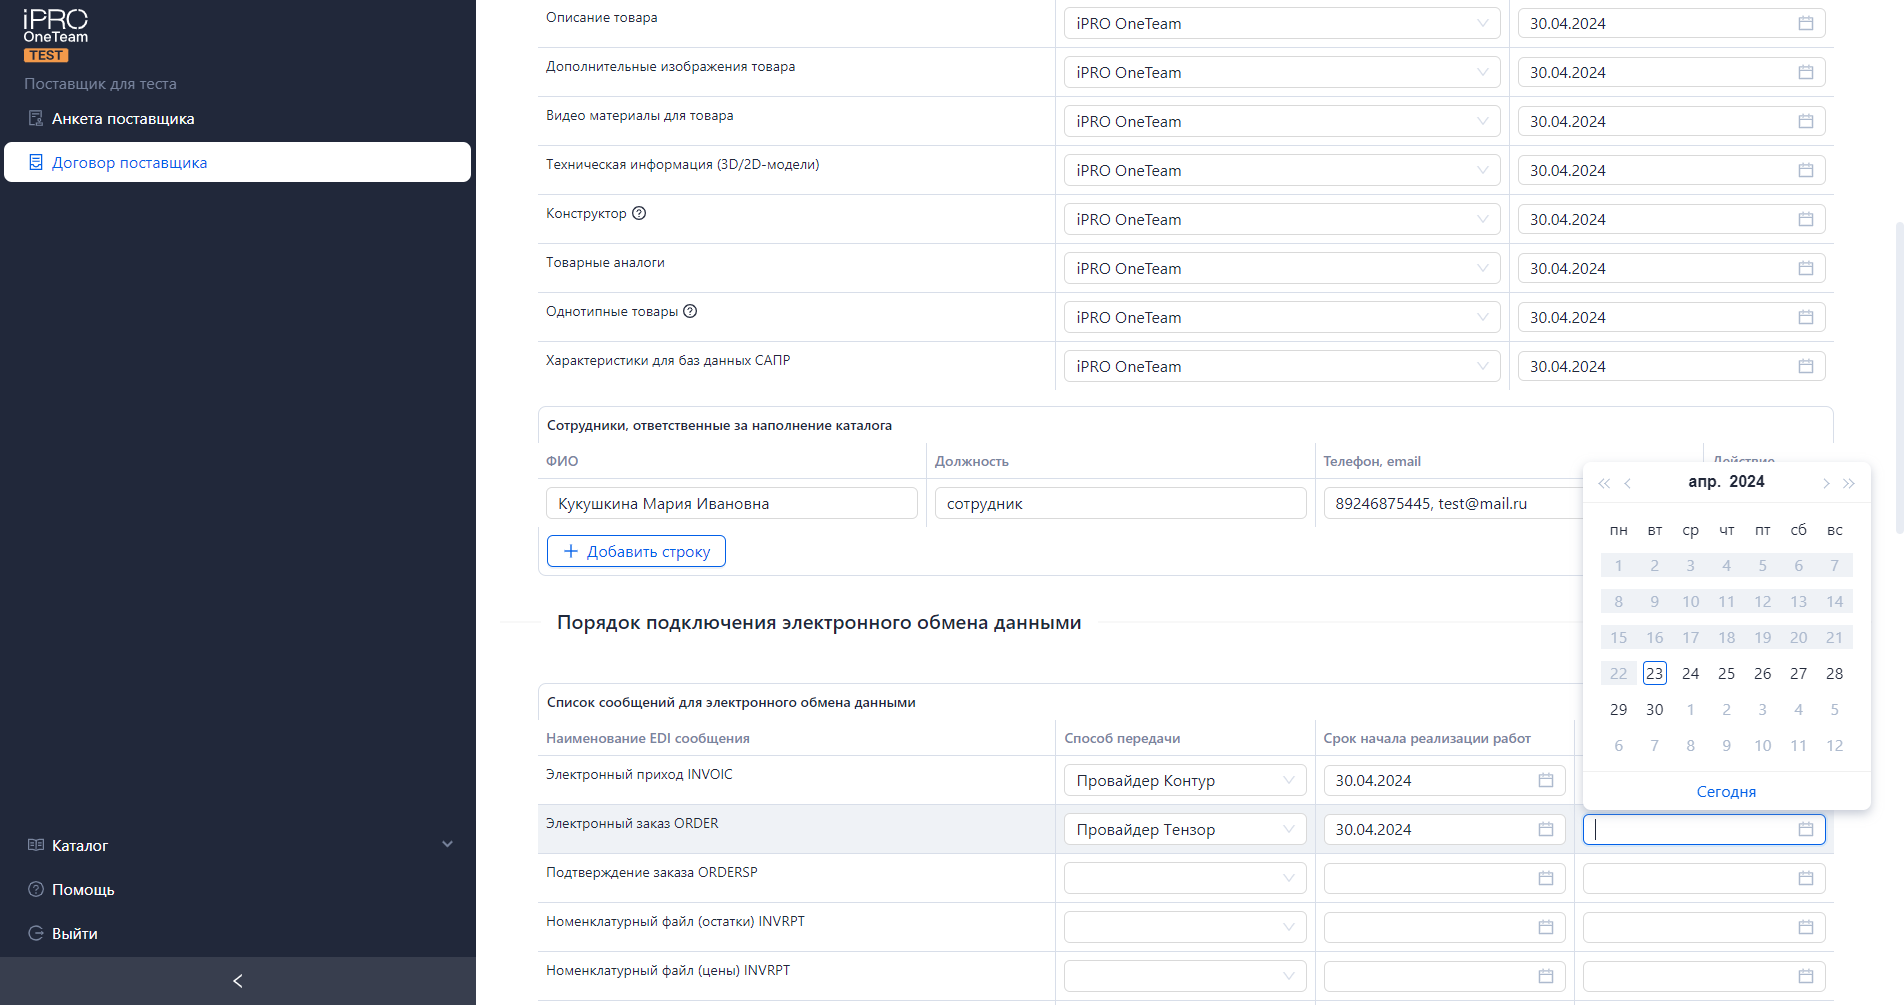 iPRO
OneTeam
TEST
Поставщик для теста
Анкета поставщика
Договор поставщика
Каталог
Помощь
Выйти
Описание товара iPRO OneTeam 30.04.2024
Дополнительные изображения товара iPRO OneTeam 30.04.2024
Видео материалы для товара iPRO OneTeam 30.04.2024
Техническая информация (3D/2D-модели) iPRO OneTeam 30.04.2024
Конструктор iPRO OneTeam 30.04.2024
Товарные аналоги iPRO OneTeam 30.04.2024
Однотипные товары iPRO OneTeam 30.04.2024
Характеристики для баз данных САПР iPRO OneTeam 30.04.2024
Сотрудники, ответственные за наполнение каталога
ФИО Должность Телефон, email Действие
Кукушкина Мария Ивановна сотрудник 89246875445, test@mail.ru
Добавить строку
Порядок подключения электронного обмена данными
Список сообщений для электронного обмена данными
Наименование EDI сообщения Способ передачи Срок начала реализации работ
Электронный приход INVOIC Провайдер Контур 30.04.2024
Электронный заказ ORDER Провайдер Тензор 30.04.2024
Подтверждение заказа ORDERSP
Номенклатурный файл (остатки) INVRPT
Номенклатурный файл (цены) INVRPT
апр. 2024
пн вт ср чт пт сб вс
1 2 3 4 5 6 7
8 9 10 11 12 13 14
15 16 17 18 19 20 21
22 23 24 25 26 27 28
29 30 1 2 3 4 5
6 7 8 9 10 11 12
Сегодня